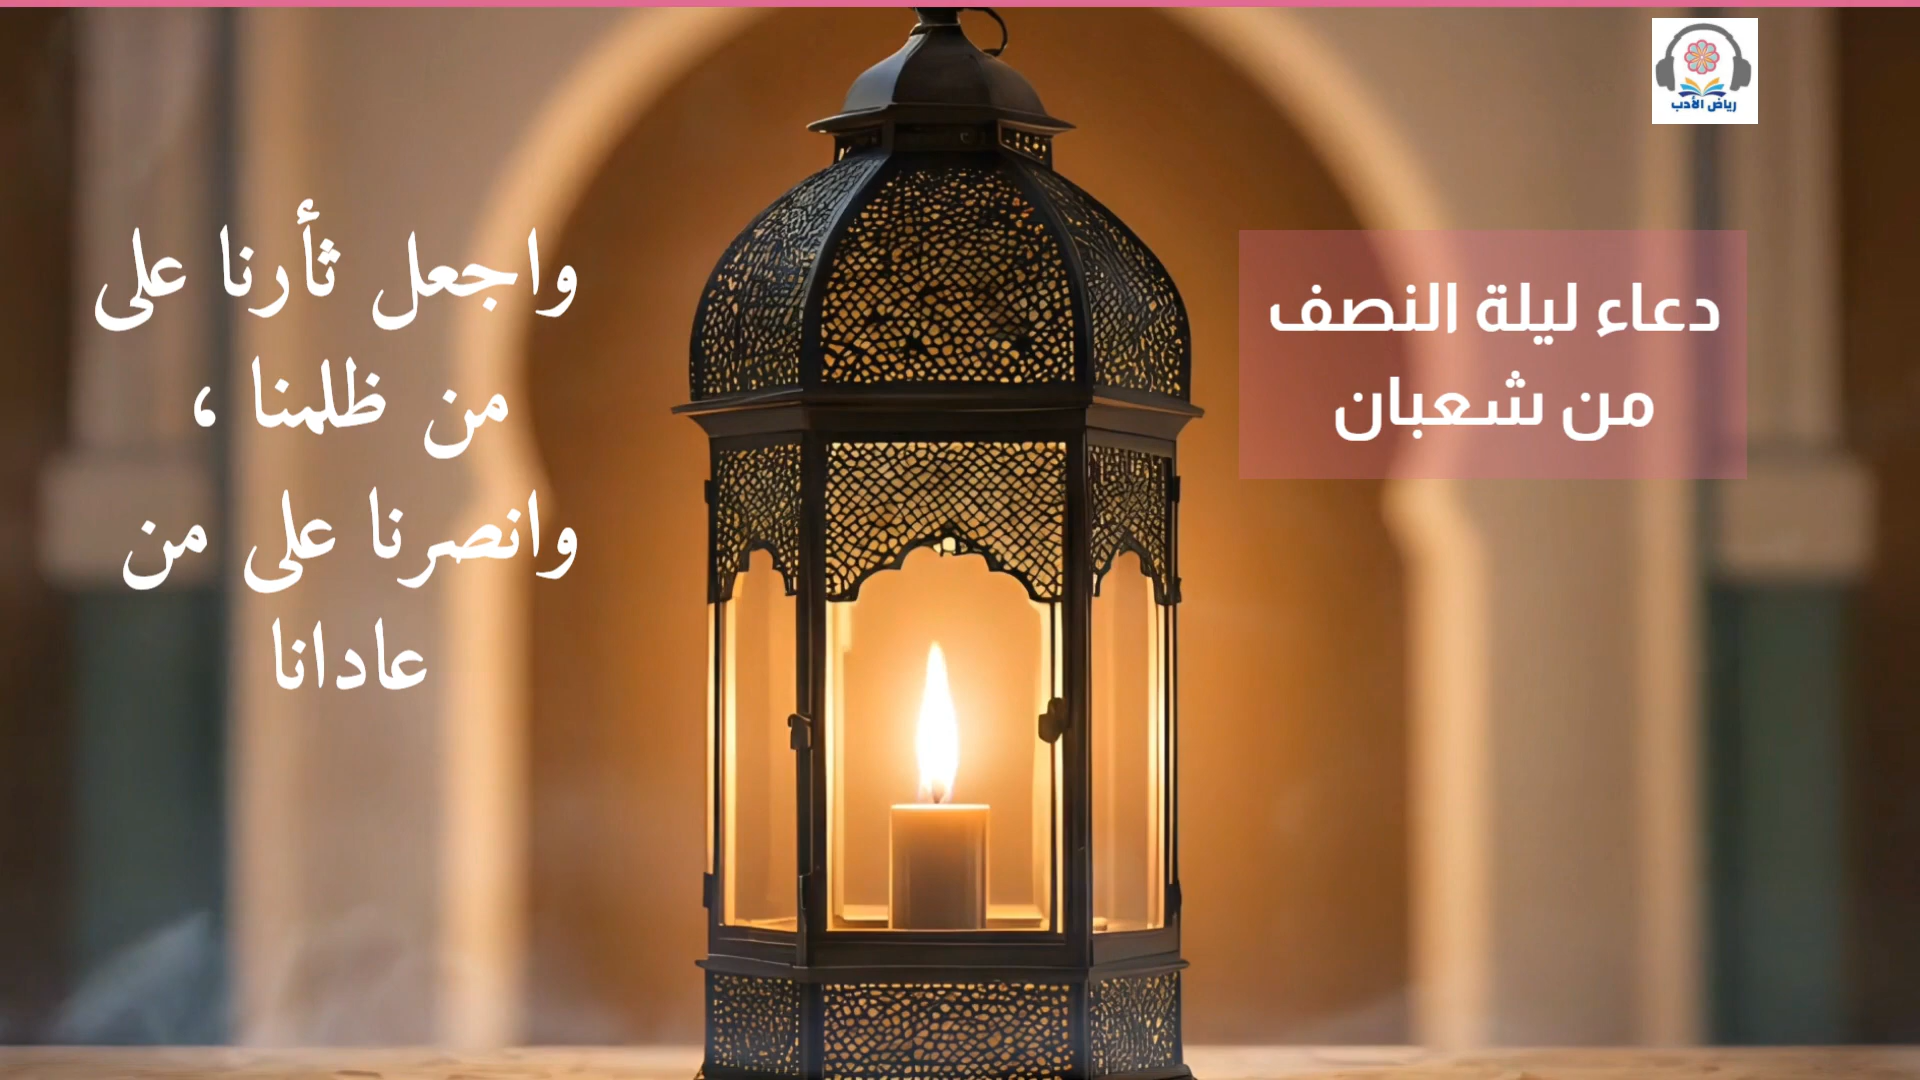 رياض الأدب
دعاء ليلة النصف
من شعبان
واجعل ثأرنا على
من ظلمنا ،
وانصرنا على من
عادانا